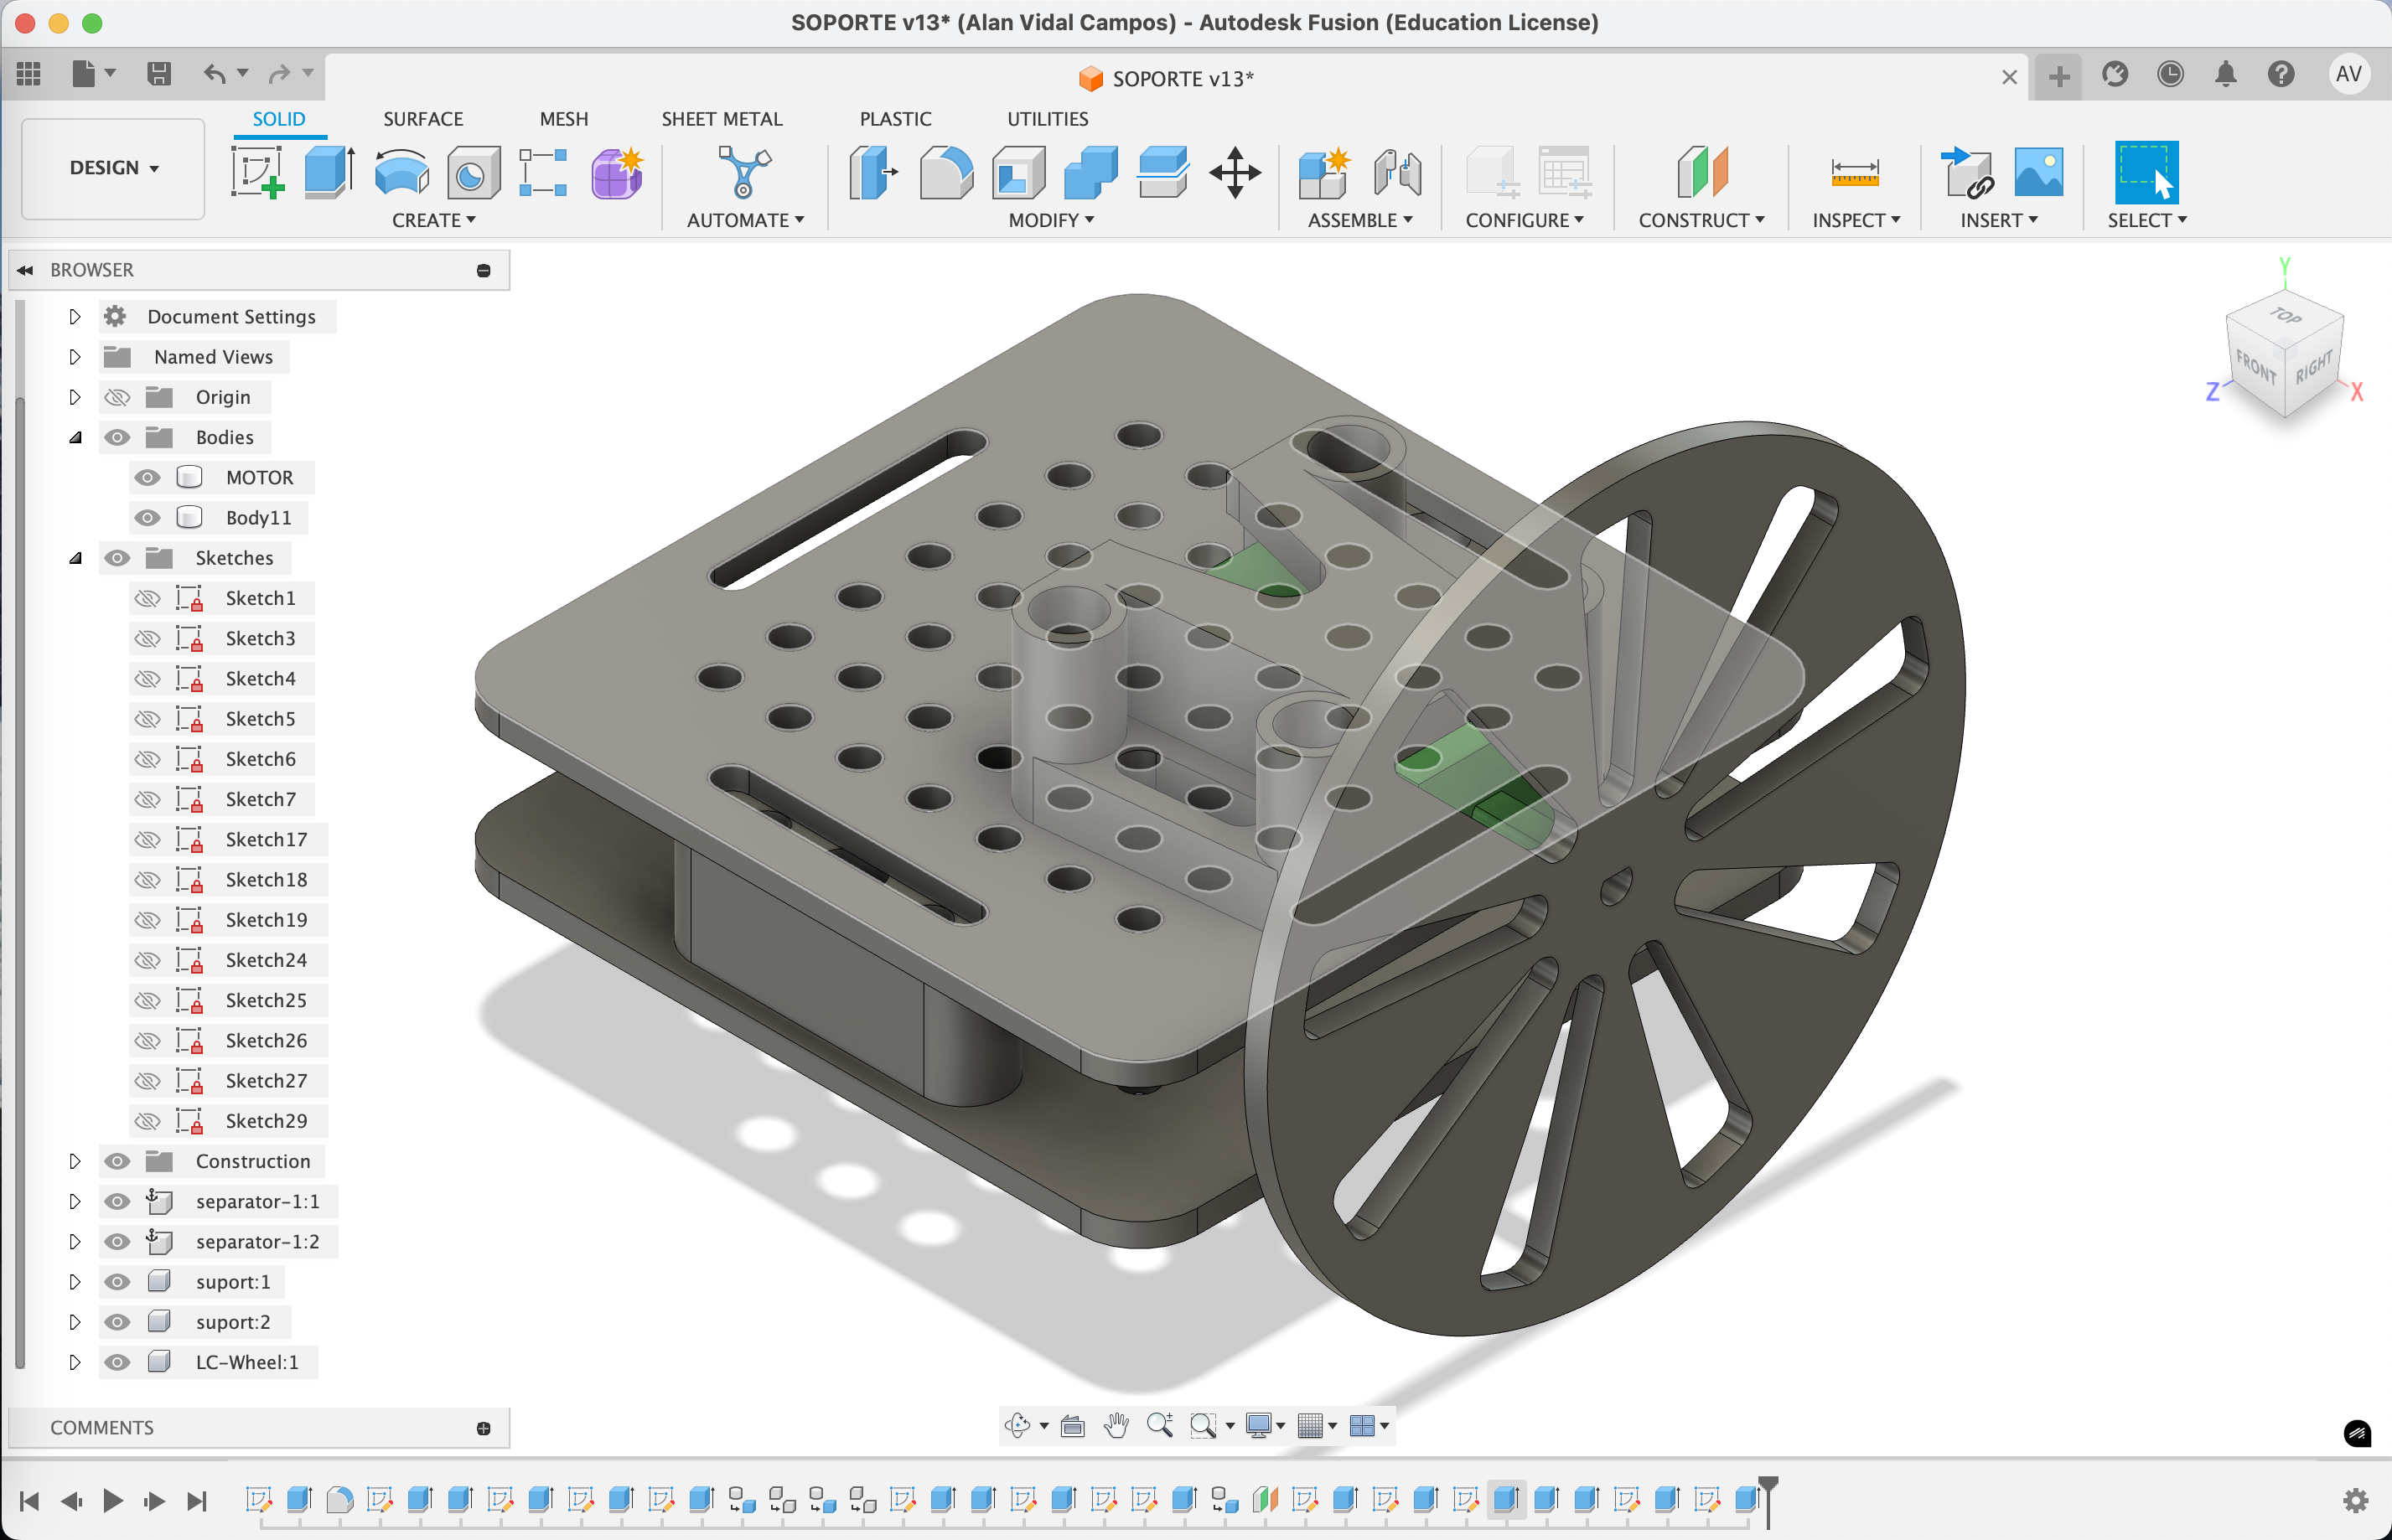 SOPORTE v13* (Alan Vidal Campos) - Autodesk Fusion (Education License)
SOPORTE v13*
AV
SOLID SURFACE MESH SHEET METAL PLASTIC UTILITIES
DESIGN
CREATE AUTOMATE MODIFY ASSEMBLE CONFIGURE CONSTRUCT INSPECT INSERT SELECT
BROWSER
Document Settings
Named Views
Origin
Bodies
MOTOR
Body11
Sketches
Sketch1
Sketch3
Sketch4
Sketch5
Sketch6
Sketch7
Sketch17
Sketch18
Sketch19
Sketch24
Sketch25
Sketch26
Sketch27
Sketch29
Construction
separator-1:1
separator-1:2
suport:1
suport:2
LC-Wheel:1
Y
TOP
FRONT RIGHT
Z X
COMMENTS